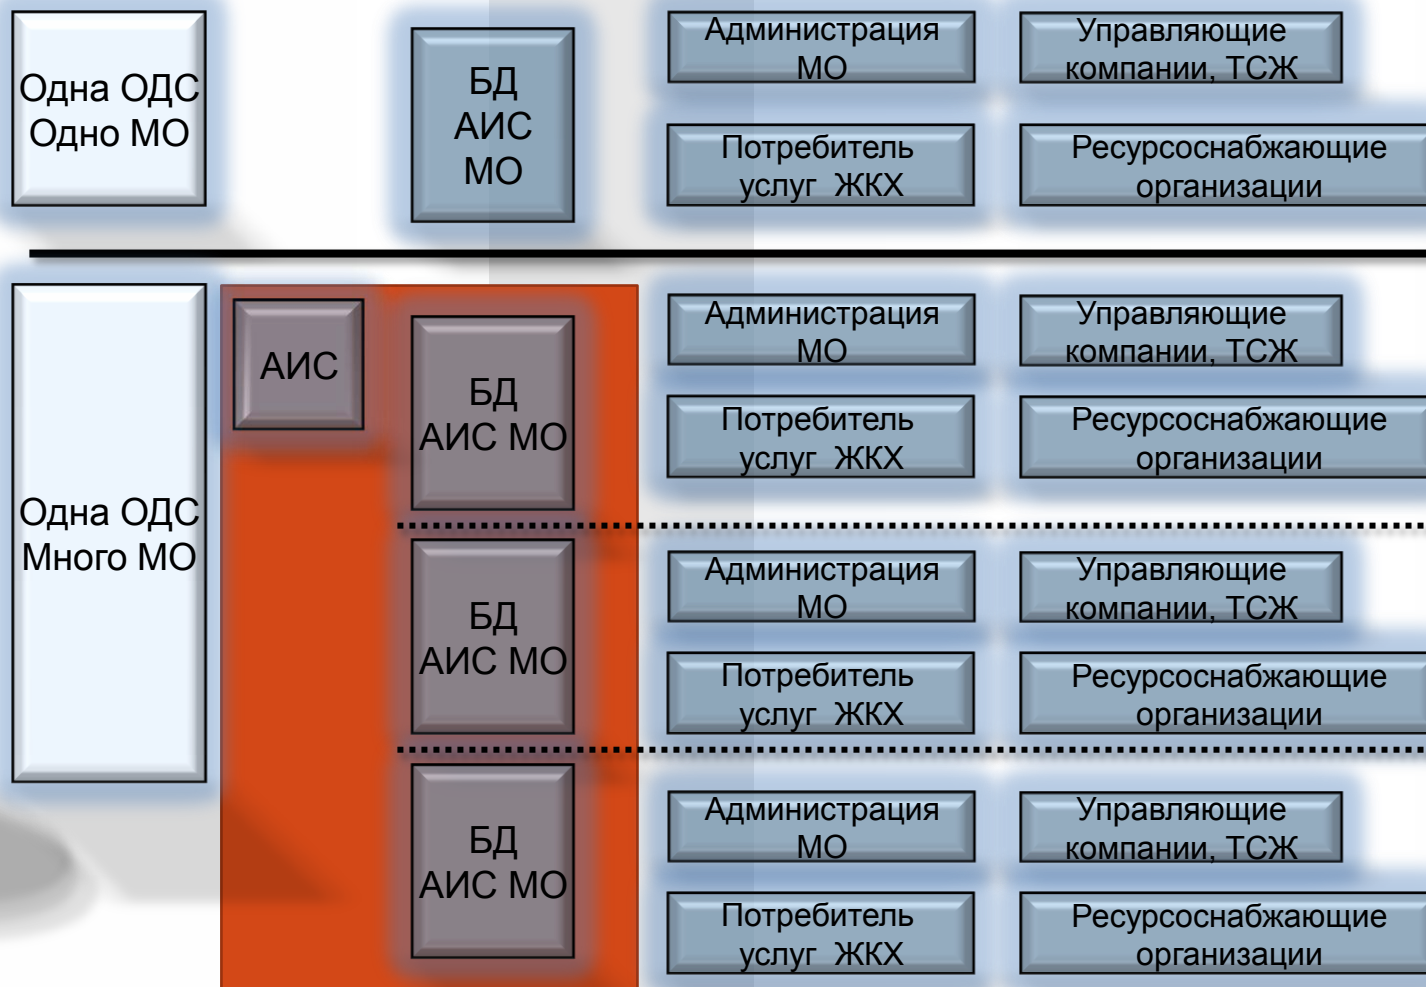 Одна ОДС
Одно МО
БД
АИС
МО
Администрация
МО
Управляющие
компании, ТСЖ
Потребитель
услуг ЖКХ
Ресурсоснабжающие
организации
Одна ОДС
Много МО
АИС
БД
АИС МО
Администрация
МО
Управляющие
компании, ТСЖ
Потребитель
услуг ЖКХ
Ресурсоснабжающие
организации
БД
АИС МО
Администрация
МО
Управляющие
компании, ТСЖ
Потребитель
услуг ЖКХ
Ресурсоснабжающие
организации
БД
АИС МО
Администрация
МО
Управляющие
компании, ТСЖ
Потребитель
услуг ЖКХ
Ресурсоснабжающие
организации